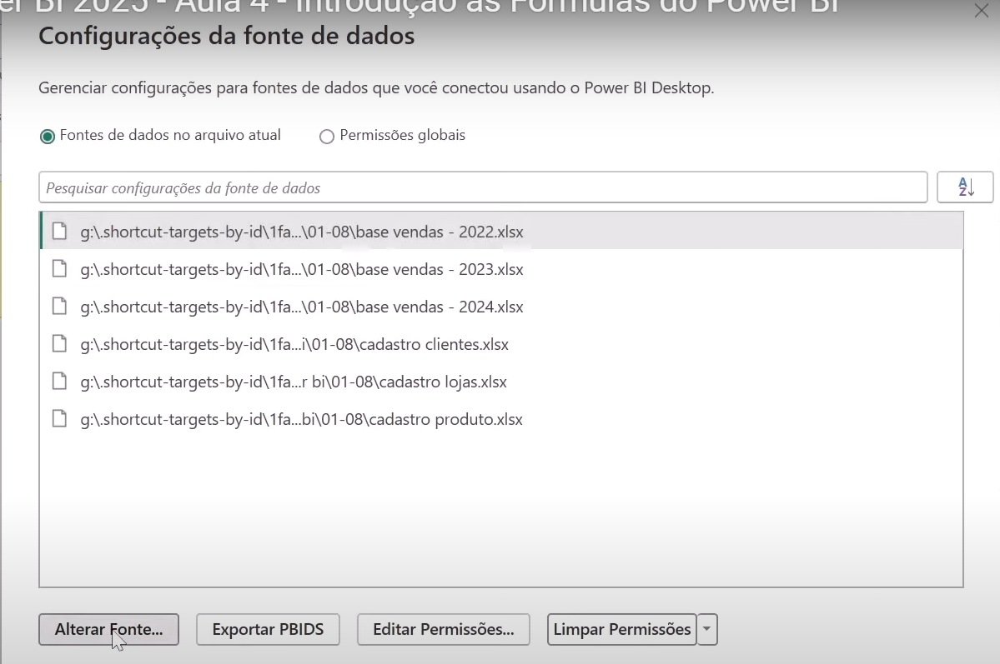 er BI 2025 - Aula 4 - Introdução às Fórmulas do Power BI
Configurações da fonte de dados
Gerenciar configurações para fontes de dados que você conectou usando o Power BI Desktop.
Fontes de dados no arquivo atual
Permissões globais
Pesquisar configurações da fonte de dados
AZ
g:\.shortcut-targets-by-id\1fa...\01-08\base vendas - 2022.xlsx
g:\.shortcut-targets-by-id\1fa...\01-08\base vendas - 2023.xlsx
g:\.shortcut-targets-by-id\1fa...\01-08\base vendas - 2024.xlsx
g:\.shortcut-targets-by-id\1fa...i\01-08\cadastro clientes.xlsx
g:\.shortcut-targets-by-id\1fa...r bi\01-08\cadastro lojas.xlsx
g:\.shortcut-targets-by-id\1fa...bi\01-08\cadastro produto.xlsx
Alterar Fonte...
Exportar PBIDS
Editar Permissões...
Limpar Permissões